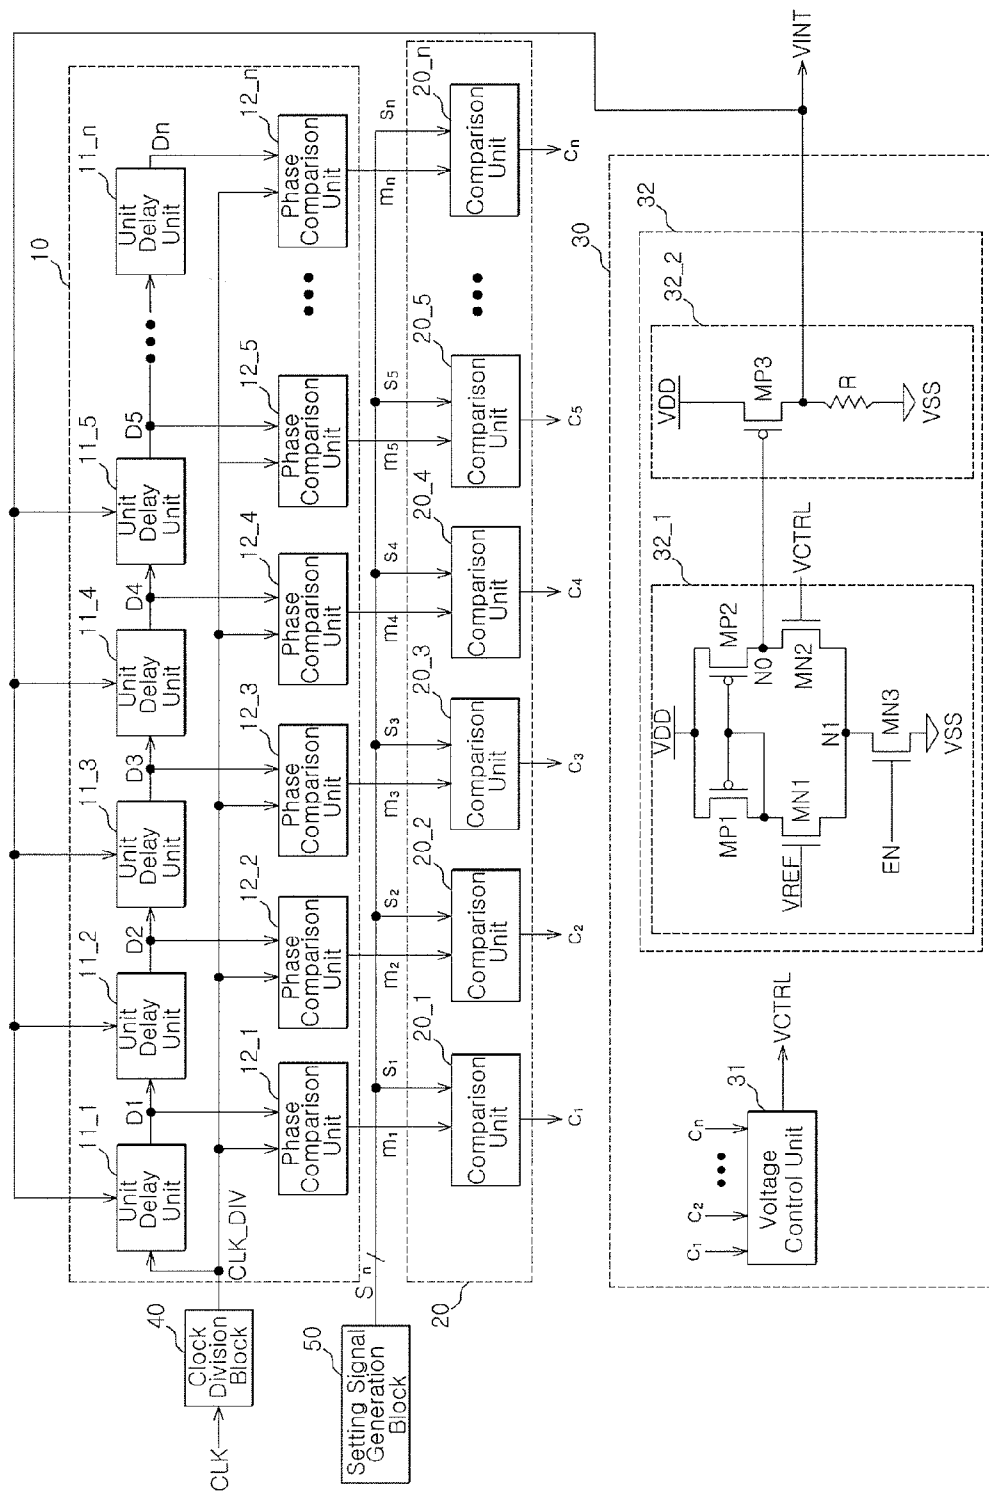 10
11_1
11_2
11_3
11_4
11_5
11_n
Unit
Delay
Unit
Unit
Delay
Unit
Unit
Delay
Unit
Unit
Delay
Unit
Unit
Delay
Unit
Unit
Delay
Unit
D1
D2
D3
D4
D5
Dn
40
Clock
Division
Block
CLK
CLK_DIV
12_1
12_2
12_3
12_4
12_5
12_n
Phase
Comparison
Unit
Phase
Comparison
Unit
Phase
Comparison
Unit
Phase
Comparison
Unit
Phase
Comparison
Unit
Phase
Comparison
Unit
50
Setting Signal
Generation
Block
S
n
m1
S1
m2
S2
m3
S3
m4
S4
m5
S5
mn
Sn
20
20_1
20_2
20_3
20_4
20_5
20_n
Comparison
Unit
Comparison
Unit
Comparison
Unit
Comparison
Unit
Comparison
Unit
Comparison
Unit
C1
C2
C3
C4
C5
Cn
30
C1
C2
Cn
31
Voltage
Control Unit
VCTRL
32
32_1
VDD
MP1
MP2
N0
VREF
MN1
MN2
VCTRL
N1
EN
MN3
VSS
32_2
VDD
MP3
R
VSS
VINT